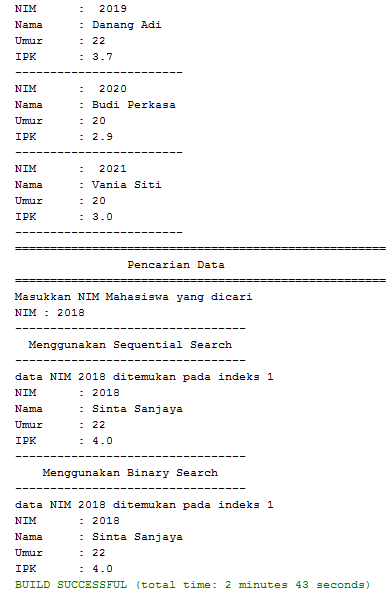 NIM      :  2019
Nama     : Danang Adi
Umur     : 22
IPK      : 3.7
------------------------
NIM      :  2020
Nama     : Budi Perkasa
Umur     : 20
IPK      : 2.9
------------------------
NIM      :  2021
Nama     : Vania Siti
Umur     : 20
IPK      : 3.0
------------------------
=====================================================
Pencarian Data
=====================================================
Masukkan NIM Mahasiswa yang dicari
NIM : 2018
---------------------------------
Menggunakan Sequential Search
---------------------------------
data NIM 2018 ditemukan pada indeks 1
NIM      : 2018
Nama     : Sinta Sanjaya
Umur     : 22
IPK      : 4.0
---------------------------------
Menggunakan Binary Search
---------------------------------
data NIM 2018 ditemukan pada indeks 1
NIM      : 2018
Nama     : Sinta Sanjaya
Umur     : 22
IPK      : 4.0
BUILD SUCCESSFUL (total time: 2 minutes 43 seconds)